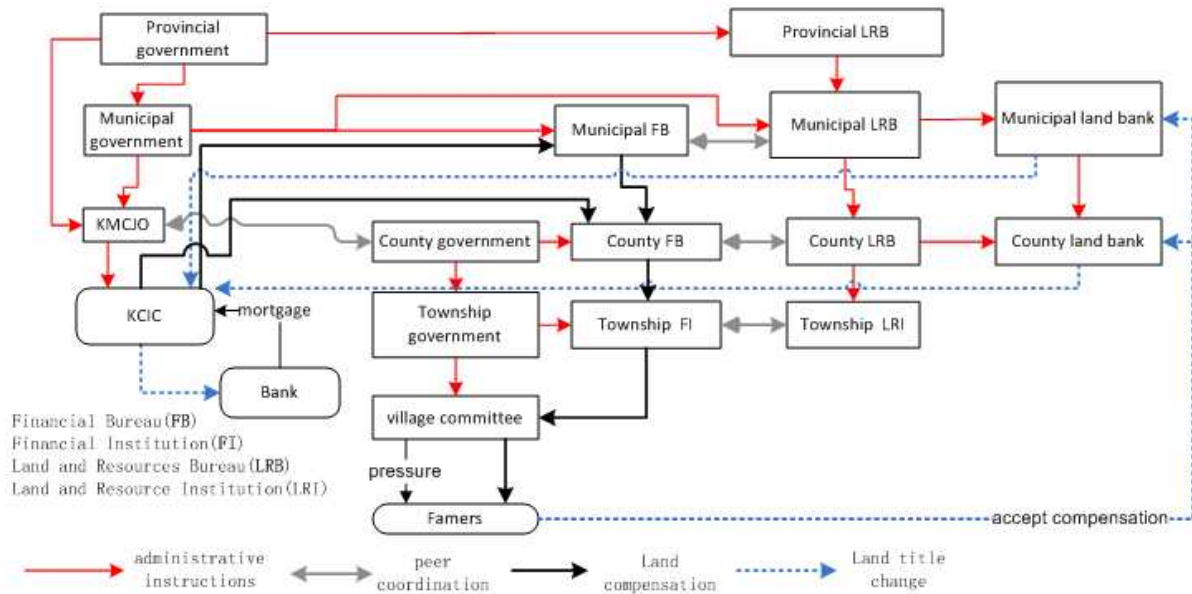 Provincial
government
Provincial LRB
Municipal
government
Municipal FB
Municipal LRB
Municipal land bank
KMCJO
County government
County FB
County LRB
County land bank
KCIC
mortgage
Township
government
Township FI
Township LRI
Bank
village committee
Financial Bureau(FB)
Financial Institution(FI)
Land and Resources Bureau(LRB)
Land and Resource Institution(LRI)
pressure
Famers
accept compensation
administrative
instructions
peer
coordination
Land
compensation
Land title
change